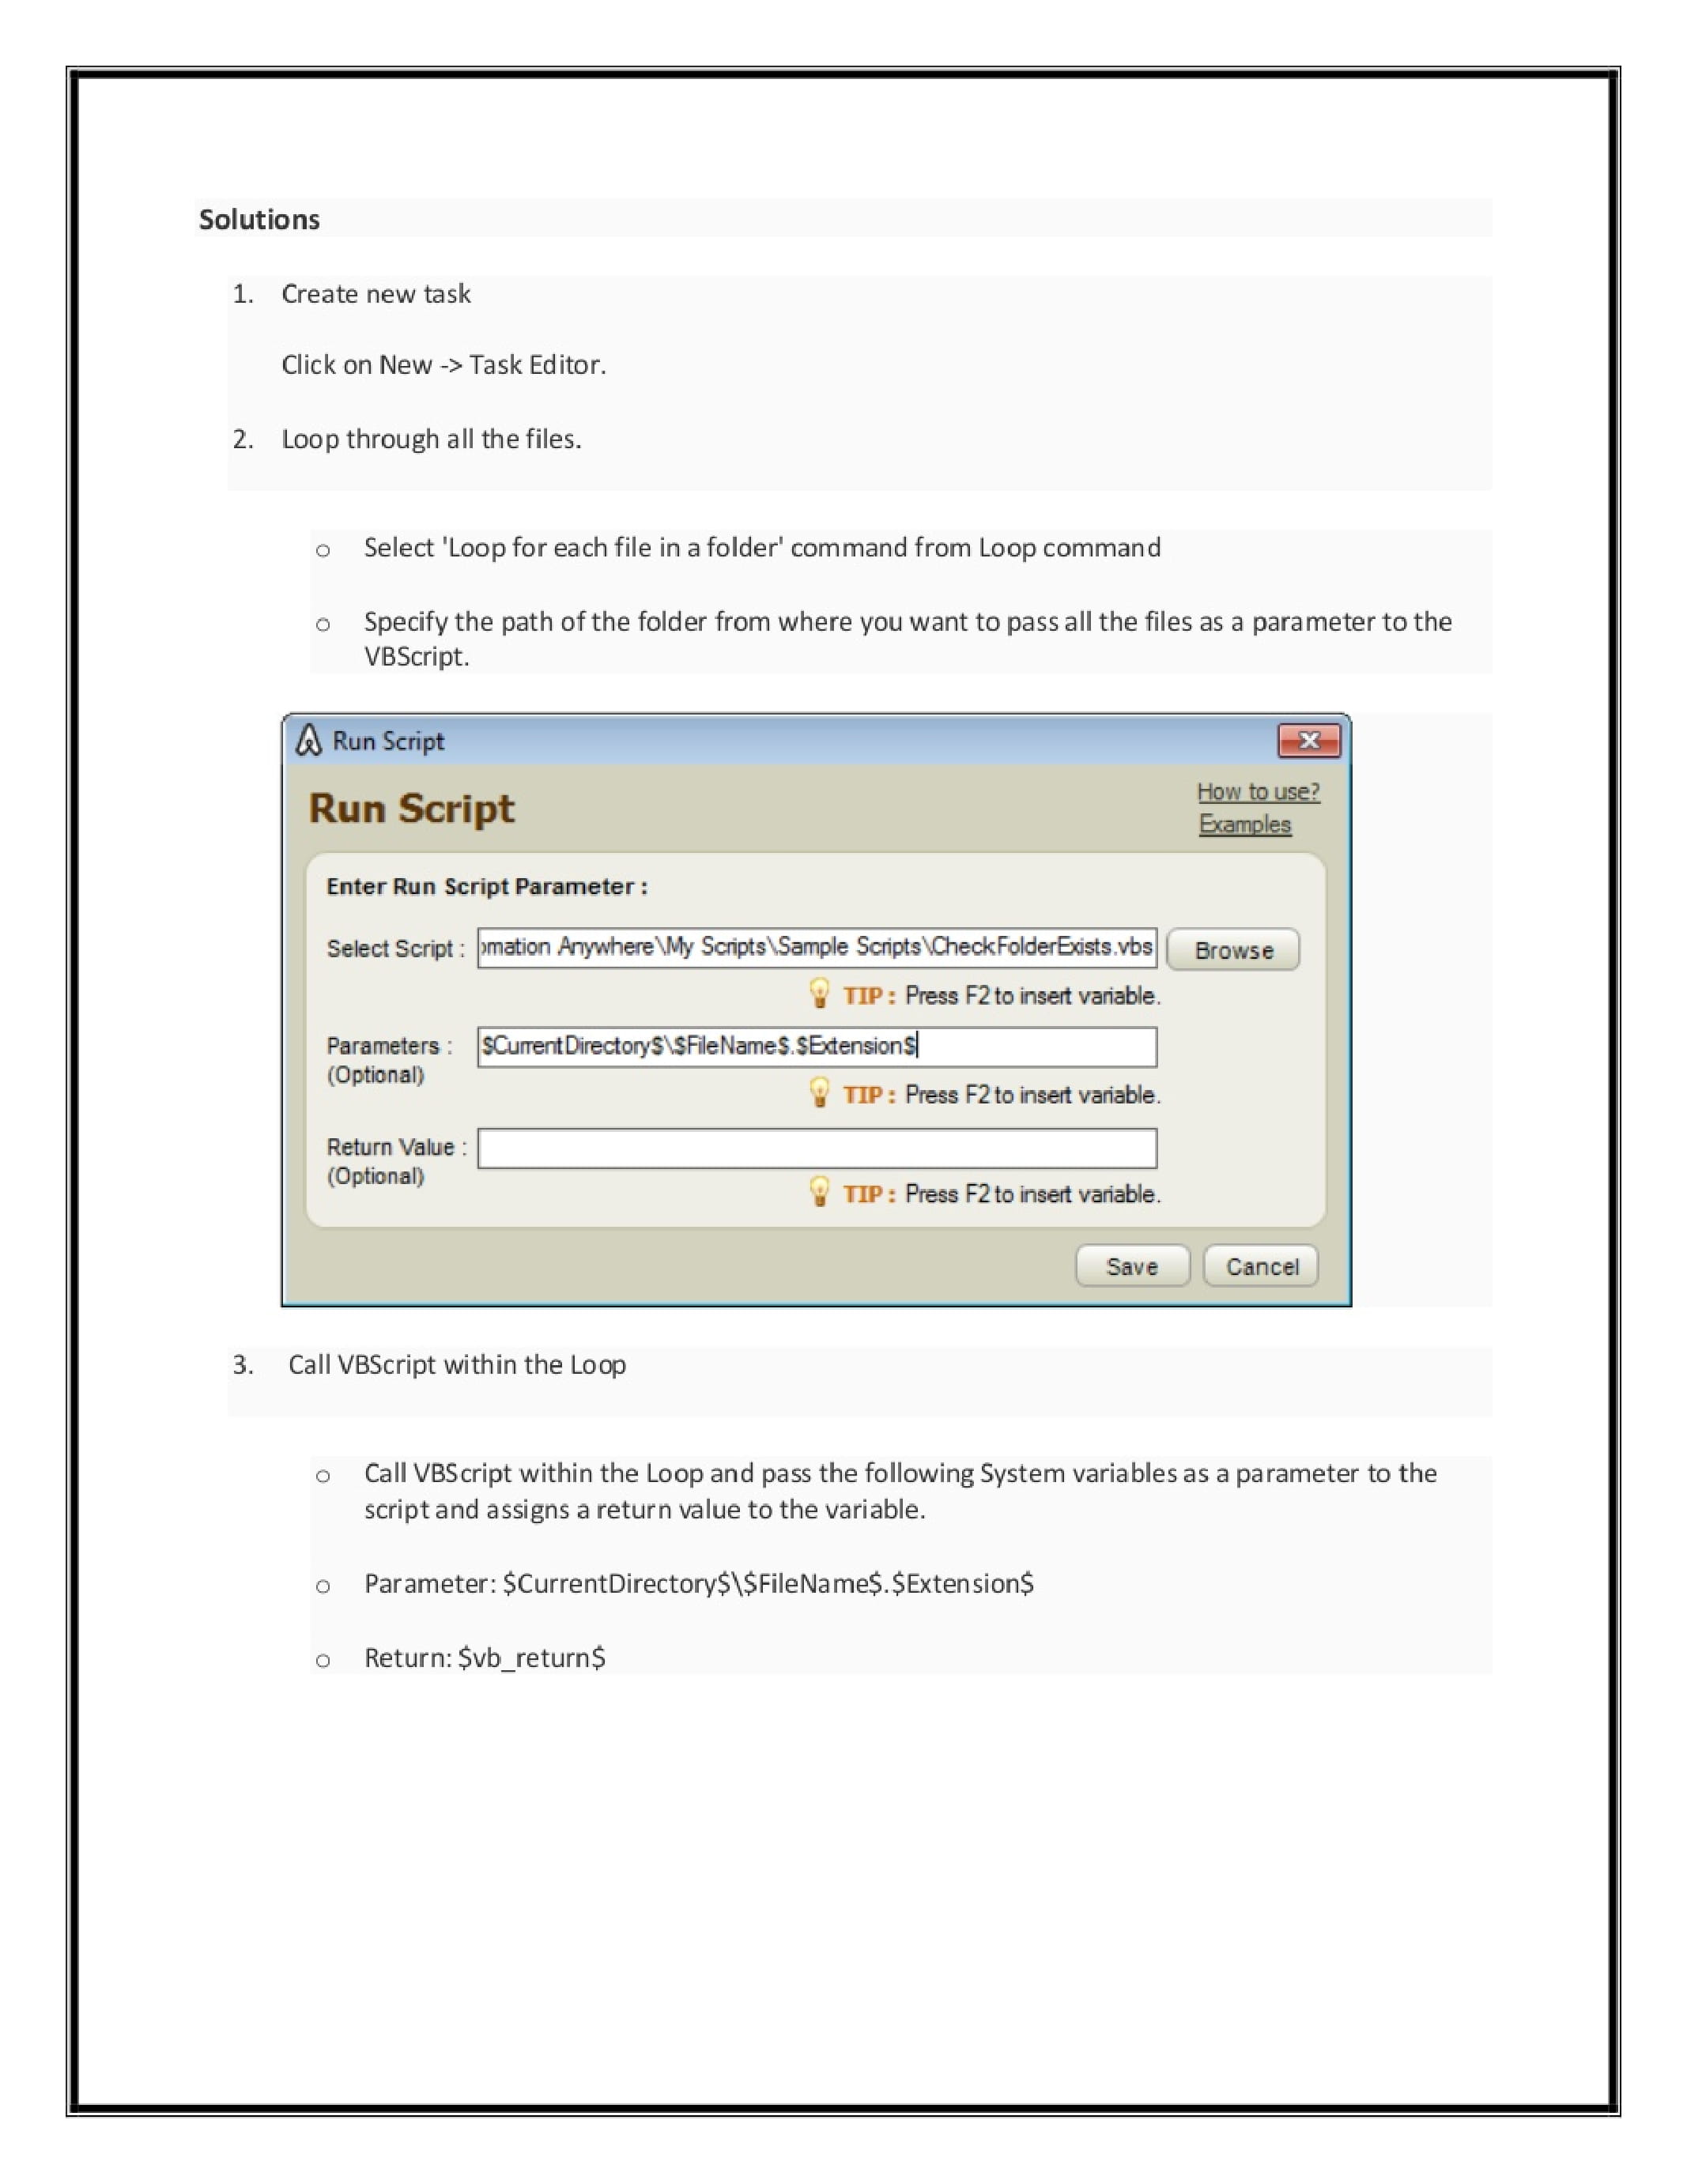 Solutions
1. Create new task
Click on New -> Task Editor.
2. Loop through all the files.
o Select 'Loop for each file in a folder' command from Loop command
o Specify the path of the folder from where you want to pass all the files as a parameter to the
VBScript.
Run Script
Run Script
How to use?
Examples
Enter Run Script Parameter :
Select Script : omation Anywhere\My Scripts\Sample Scripts\CheckFolderExists.vbs Browse
TIP : Press F2 to insert variable.
Parameters : $CurrentDirectory$\$FileName$.$Extension$
(Optional)
TIP : Press F2 to insert variable.
Return Value :
(Optional)
TIP : Press F2 to insert variable.
Save Cancel
3. Call VBScript within the Loop
o Call VBScript within the Loop and pass the following System variables as a parameter to the
script and assigns a return value to the variable.
o Parameter: $CurrentDirectory$\$FileName$.$Extension$
o Return: $vb_return$